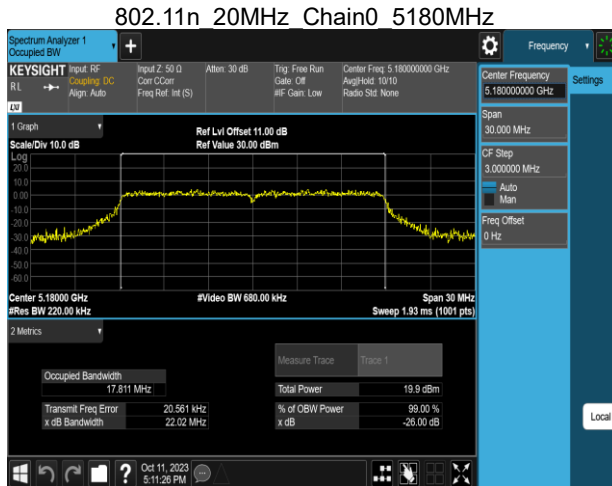 802.11n_20MHz_Chain0_5180MHz
Spectrum Analyzer 1
Occupied BW
+
Frequency
KEYSIGHT
RL
LXI
Input: RF
Coupling: DC
Align: Auto
Input Z: 50 Ω
Corr CCorr
Freq Ref: Int (S)
Atten: 30 dB
Trig: Free Run
Gate: Off
#IF Gain: Low
Center Freq: 5.180000000 GHz
Avg|Hold: 10/10
Radio Std: None
Center Frequency
5.180000000 GHz
Settings
Span
30.000 MHz
CF Step
3.000000 MHz
Auto
Man
Freq Offset
0 Hz
Local
1 Graph
Scale/Div 10.0 dB
Ref Lvl Offset 11.00 dB
Ref Value 30.00 dBm
Log
20.0
10.0
0.00
-10.0
-20.0
-30.0
-40.0
-50.0
-60.0
Center 5.18000 GHz
#Video BW 680.00 kHz
Span 30 MHz
#Res BW 220.00 kHz
Sweep 1.93 ms (1001 pts)
2 Metrics
Measure Trace
Trace 1
Occupied Bandwidth
17.811 MHz
Total Power
19.9 dBm
Transmit Freq Error
20.561 kHz
% of OBW Power
99.00 %
x dB Bandwidth
22.02 MHz
x dB
-26.00 dB
?
Oct 11, 2023
5:11:26 PM